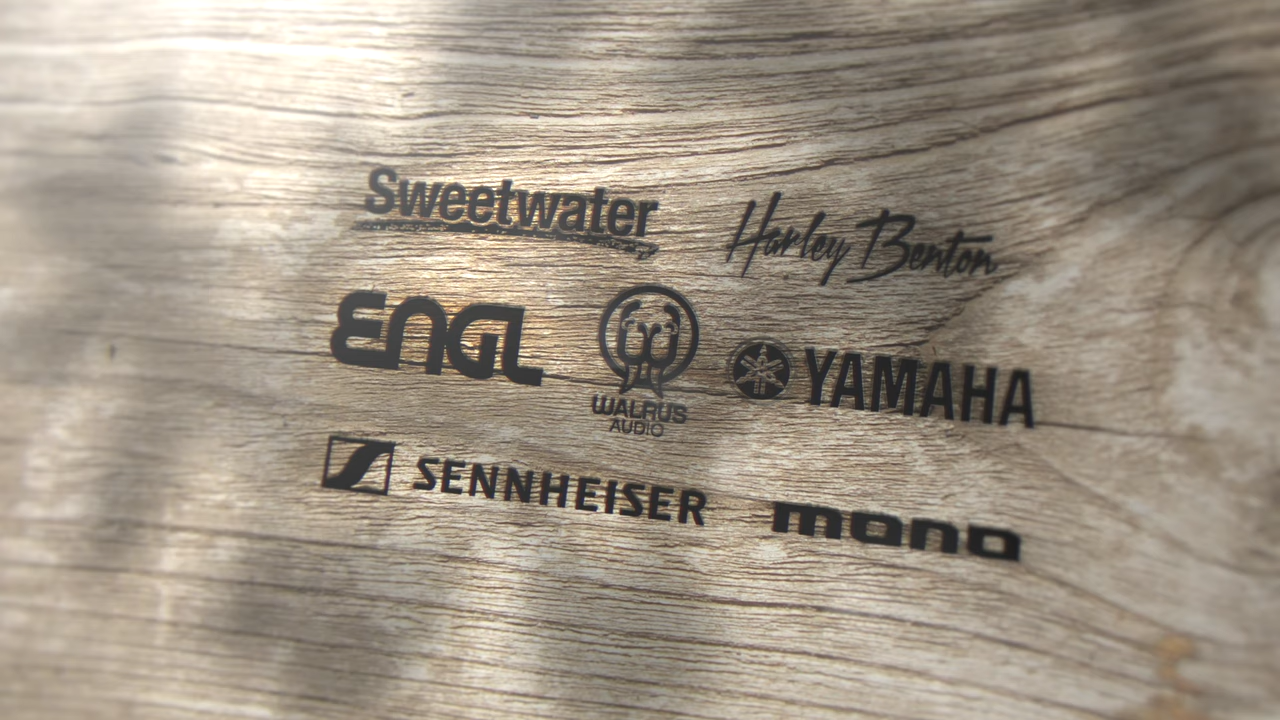 Sweetwater
Harley Benton
ENGL
WALRUS
AUDIO
YAMAHA
SENNHEISER
mono